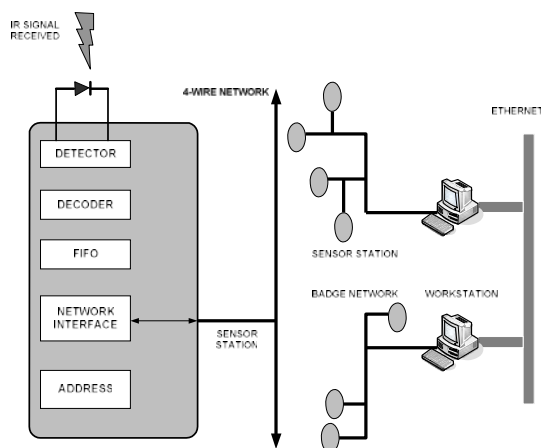 IR SIGNAL
RECEIVED
4-WIRE NETWORK
ETHERNET
DETECTOR
DECODER
FIFO
NETWORK
INTERFACE
ADDRESS
SENSOR
STATION
SENSOR STATION
BADGE NETWORK
WORKSTATION